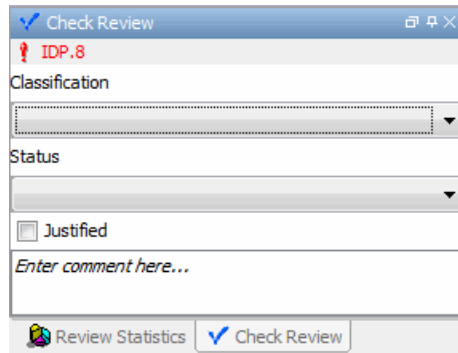 Check Review
IDP.8
Classification
Status
Justified
Enter comment here...
Review Statistics Check Review